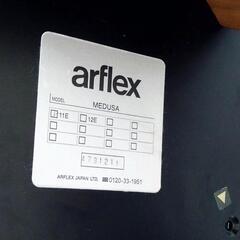 arflex
MODEL MEDUSA
11E 12E
ARFLEX JAPAN LTD. 0120-33-1951